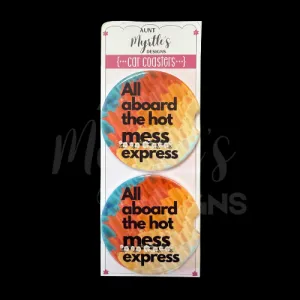 AUNT
Myrtle's
DESIGNS
{···car coasters···}
All
aboard
the hot
mess
express
All
aboard
the hot
mess
express